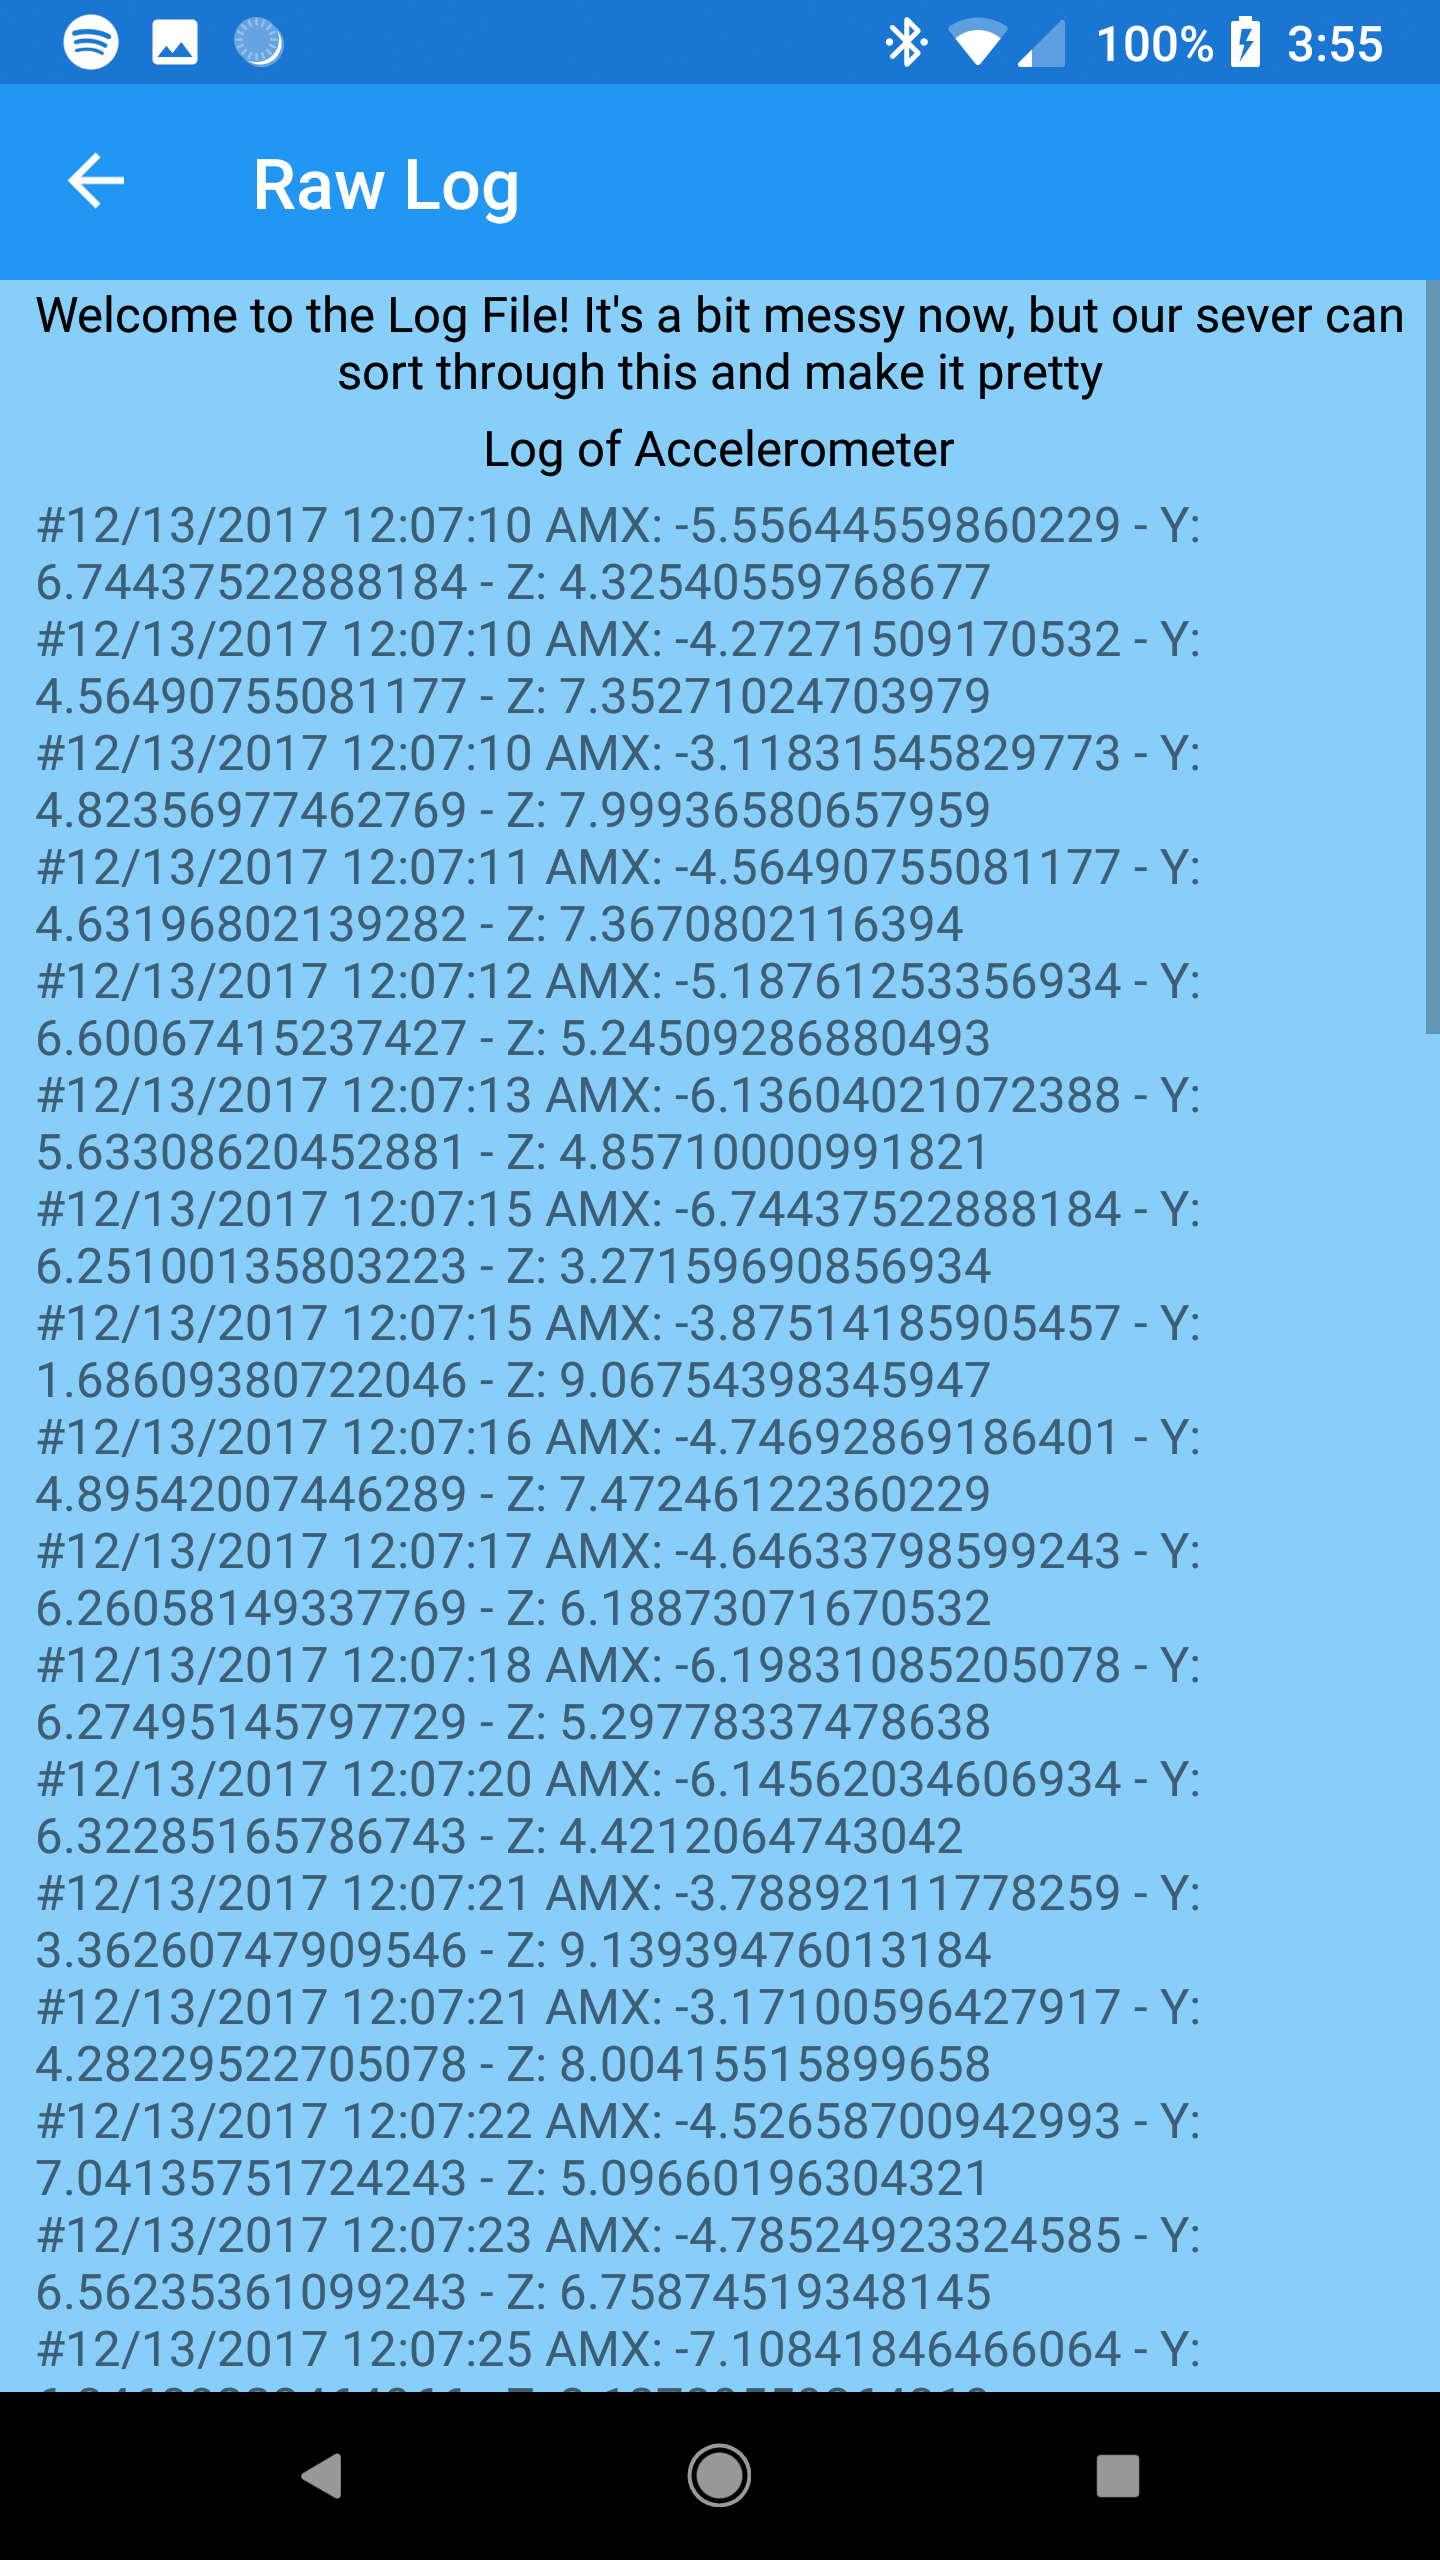 100% 3:55
Raw Log
Welcome to the Log File! It's a bit messy now, but our sever can
sort through this and make it pretty
Log of Accelerometer
#12/13/2017 12:07:10 AMX: -5.55644559860229 - Y:
6.74437522888184 - Z: 4.32540559768677
#12/13/2017 12:07:10 AMX: -4.27271509170532 - Y:
4.56490755081177 - Z: 7.35271024703979
#12/13/2017 12:07:10 AMX: -3.11831545829773 - Y:
4.82356977462769 - Z: 7.99936580657959
#12/13/2017 12:07:11 AMX: -4.56490755081177 - Y:
4.63196802139282 - Z: 7.3670802116394
#12/13/2017 12:07:12 AMX: -5.18761253356934 - Y:
6.60067415237427 - Z: 5.24509286880493
#12/13/2017 12:07:13 AMX: -6.13604021072388 - Y:
5.63308620452881 - Z: 4.85710000991821
#12/13/2017 12:07:15 AMX: -6.74437522888184 - Y:
6.25100135803223 - Z: 3.27159690856934
#12/13/2017 12:07:15 AMX: -3.87514185905457 - Y:
1.68609380722046 - Z: 9.06754398345947
#12/13/2017 12:07:16 AMX: -4.74692869186401 - Y:
4.89542007446289 - Z: 7.47246122360229
#12/13/2017 12:07:17 AMX: -4.64633798599243 - Y:
6.26058149337769 - Z: 6.18873071670532
#12/13/2017 12:07:18 AMX: -6.19831085205078 - Y:
6.27495145797729 - Z: 5.29778337478638
#12/13/2017 12:07:20 AMX: -6.14562034606934 - Y:
6.32285165786743 - Z: 4.4212064743042
#12/13/2017 12:07:21 AMX: -3.78892111778259 - Y:
3.36260747909546 - Z: 9.13939476013184
#12/13/2017 12:07:21 AMX: -3.17100596427917 - Y:
4.28229522705078 - Z: 8.00415515899658
#12/13/2017 12:07:22 AMX: -4.52658700942993 - Y:
7.04135751724243 - Z: 5.09660196304321
#12/13/2017 12:07:23 AMX: -4.78524923324585 - Y:
6.56235361099243 - Z: 6.75874519348145
#12/13/2017 12:07:25 AMX: -7.10841846466064 - Y: